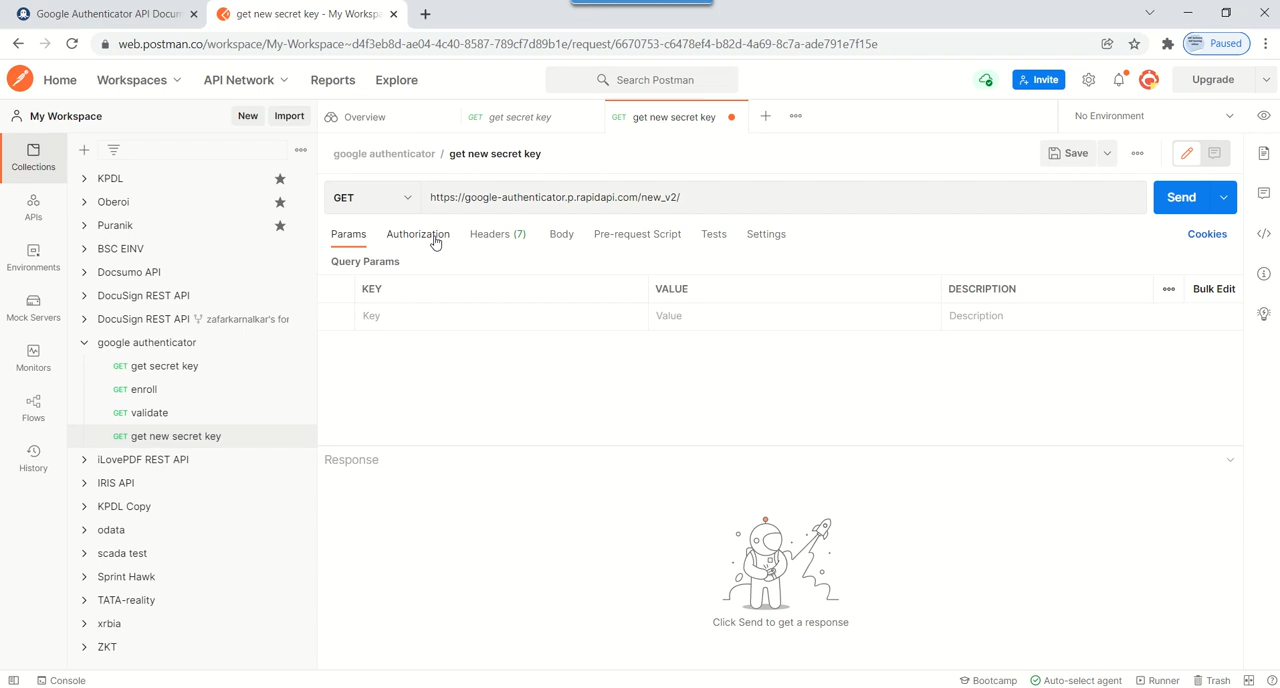 Google Authenticator API Docum
get new secret key - My Workspa
web.postman.co/workspace/My-Workspace~d4f3eb8d-ae04-4c40-8587-789cf7d89b1e/request/6670753-c6478ef4-b82d-4a69-8c7a-ade791e7f15e
Paused
Home Workspaces API Network Reports Explore
Search Postman
Invite
Upgrade
My Workspace
New Import
Overview
GET get secret key
GET get new secret key
No Environment
google authenticator / get new secret key
Save
GET
https://google-authenticator.p.rapidapi.com/new_v2/
Send
Params Authorization Headers (7) Body Pre-request Script Tests Settings
Cookies
Query Params
KEY VALUE DESCRIPTION
Bulk Edit
Key Value Description
Response
Click Send to get a response
Collections
APIs
Environments
Mock Servers
Monitors
Flows
History
KPDL
Oberoi
Puranik
BSC EINV
Docsumo API
DocuSign REST API
DocuSign REST API zafarkarnalkar's for
google authenticator
GET get secret key
GET enroll
GET validate
GET get new secret key
iLovePDF REST API
IRIS API
KPDL Copy
odata
scada test
Sprint Hawk
TATA-reality
xrbia
ZKT
Console
Bootcamp Auto-select agent Runner Trash